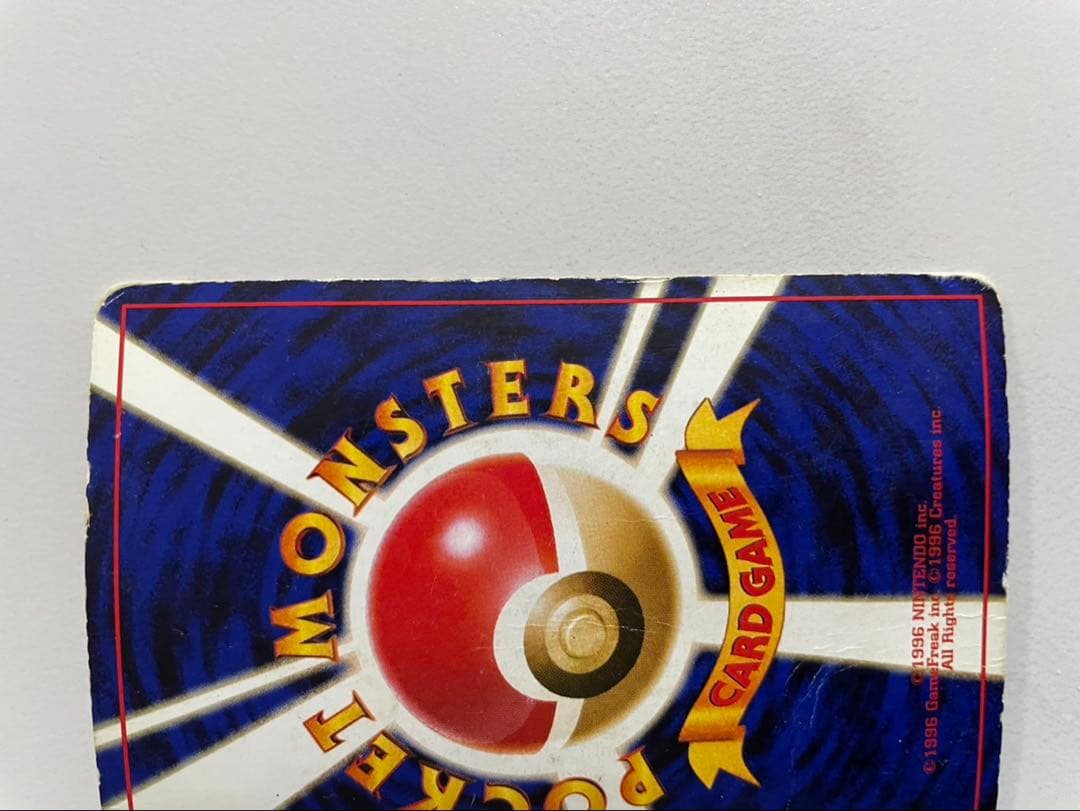 POCKET MONSTERS
CARD GAME
©1996 NINTENDO inc.
©1996 GameFreak inc. ©1996 Creatures inc.
All Rights reserved.